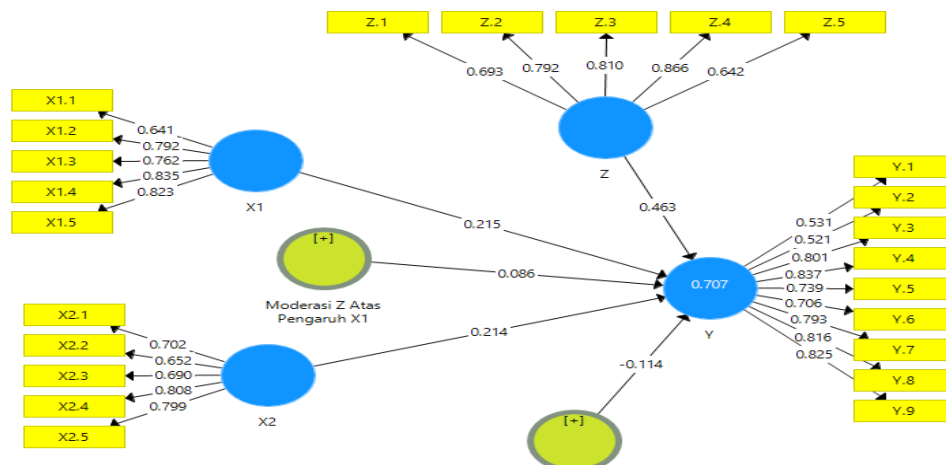 Z.1
Z.2
Z.3
Z.4
Z.5
0.693
0.792
0.810
0.866
0.642
Z
0.463
X1.1
X1.2
X1.3
X1.4
X1.5
0.641
0.792
0.762
0.835
0.823
X1
0.215
[+]
Moderasi Z Atas
Pengaruh X1
0.086
X2.1
X2.2
X2.3
X2.4
X2.5
0.702
0.652
0.690
0.808
0.799
X2
0.214
[+]
-0.114
0.707
Y
0.531
0.521
0.801
0.837
0.739
0.706
0.793
0.816
0.825
Y.1
Y.2
Y.3
Y.4
Y.5
Y.6
Y.7
Y.8
Y.9